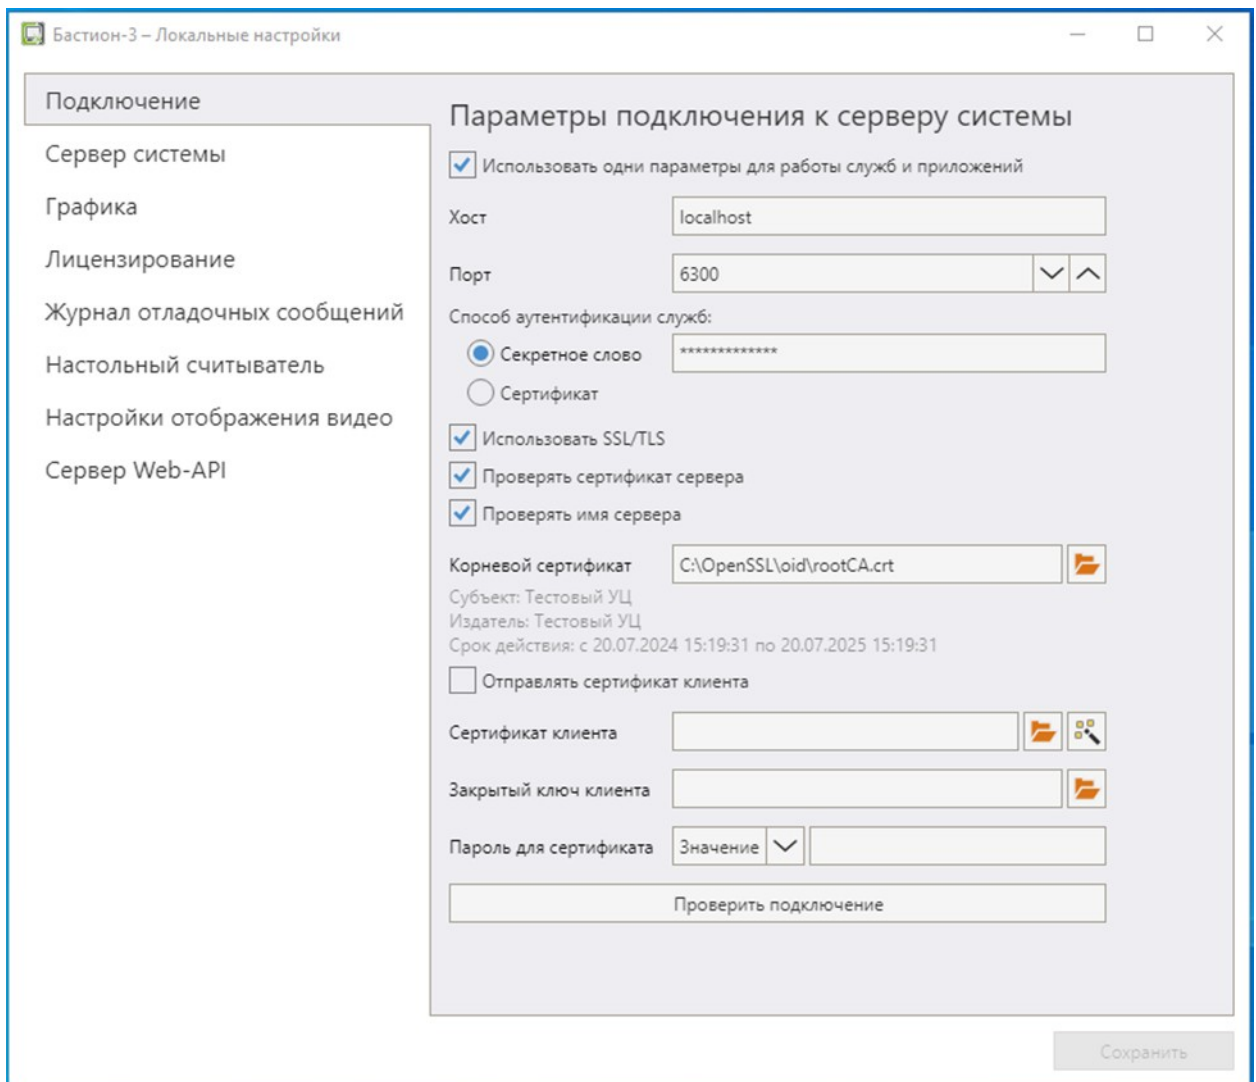 Бастион-3 – Локальные настройки
Подключение
Сервер системы
Графика
Лицензирование
Журнал отладочных сообщений
Настольный считыватель
Настройки отображения видео
Сервер Web-API
Параметры подключения к серверу системы
Использовать одни параметры для работы служб и приложений
Хост localhost
Порт 6300
Способ аутентификации служб:
Секретное слово *************
Сертификат
Использовать SSL/TLS
Проверять сертификат сервера
Проверять имя сервера
Корневой сертификат C:\OpenSSL\oid\rootCA.crt
Субъект: Тестовый УЦ
Издатель: Тестовый УЦ
Срок действия: с 20.07.2024 15:19:31 по 20.07.2025 15:19:31
Отправлять сертификат клиента
Сертификат клиента
Закрытый ключ клиента
Пароль для сертификата Значение
Проверить подключение
Сохранить